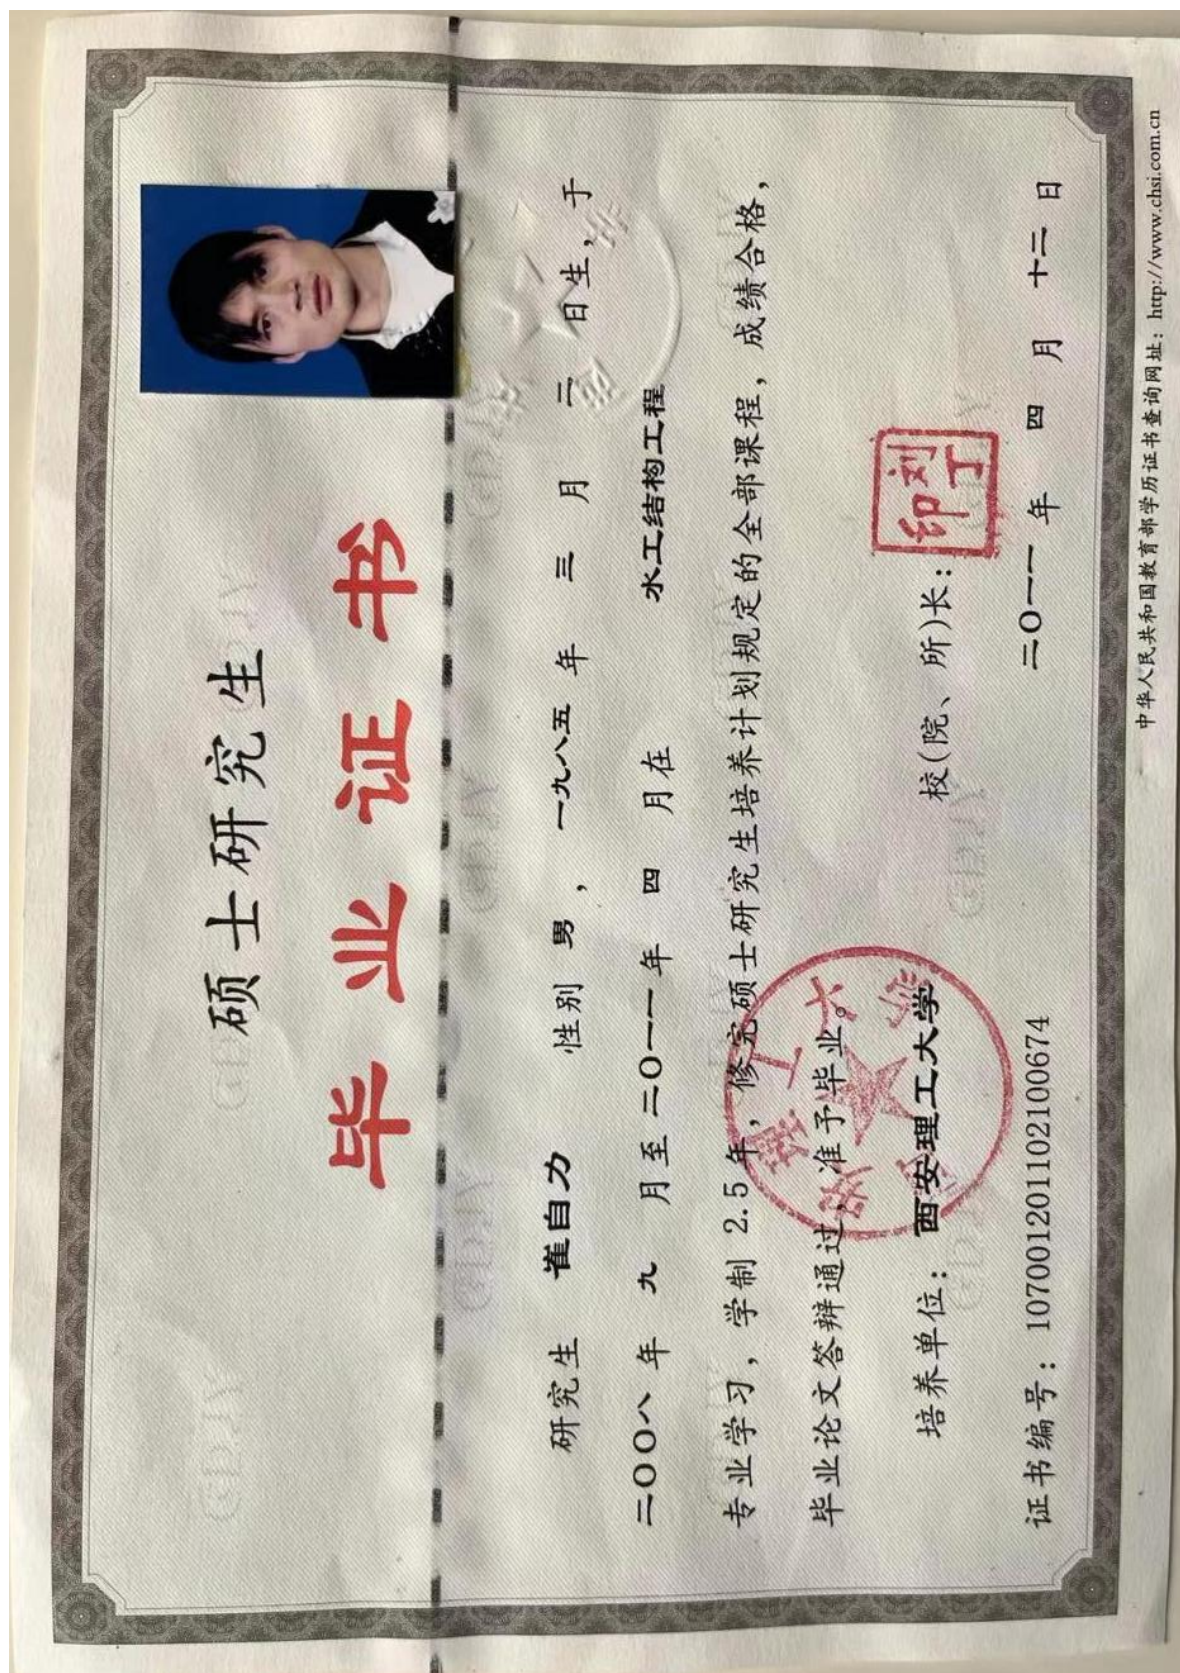 硕士研究生
毕业证书
研究生 崔自力 性别 男，一九八五 年 三 月 二 日生，于
二〇〇八 年 九 月至 二〇一一 年 四 月在 水工结构工程
专业学习，学制 2.5 年，修完硕士研究生培养计划规定的全部课程，成绩合格，
毕业论文答辩通过，准予毕业。
培养单位：西安理工大学 校(院、所)长：
刘丁印
证书编号：107001201102100674 二〇一一 年 四 月 十二 日
中华人民共和国教育部学历证书查询网址：http://www.chsi.com.cn